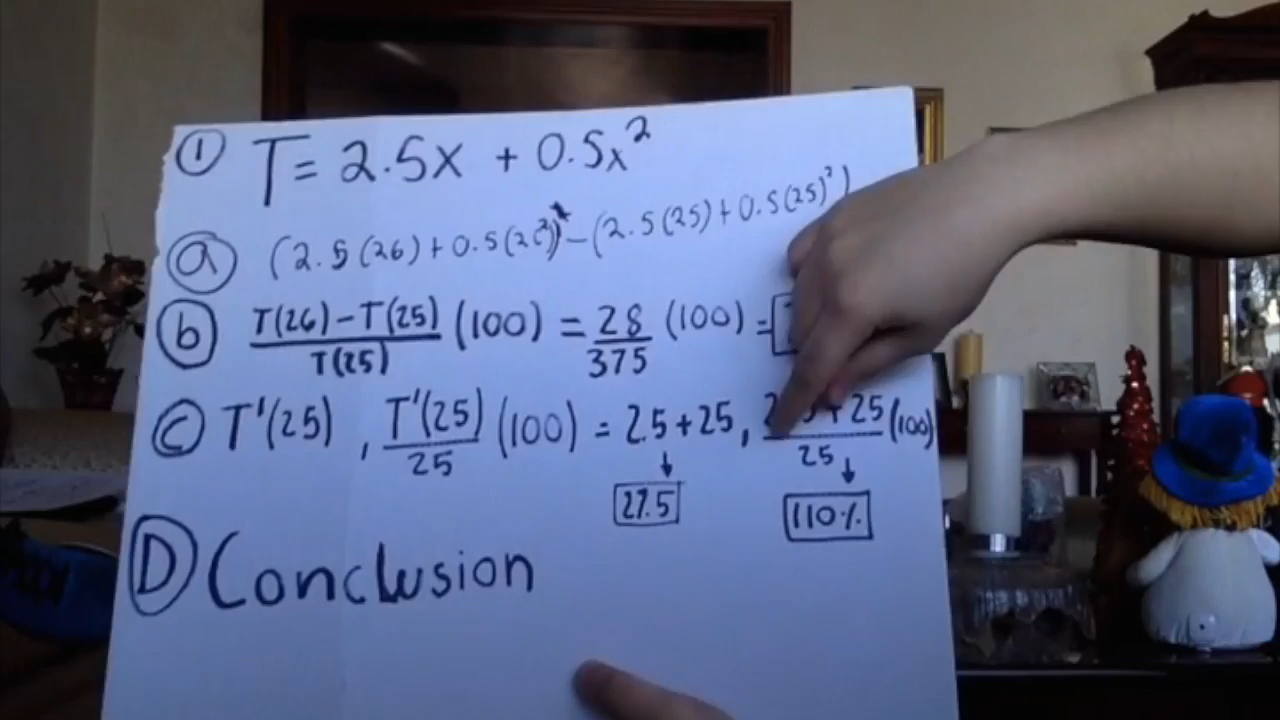 ① T = 2.5x + 0.5x²
ⓐ (2.5(26) + 0.5(26²)) - (2.5(25) + 0.5(25)²)
ⓑ T(26) - T(25) / T(25) (100) = 28/375 (100) =
ⓒ T'(25) , T'(25)/25 (100) = 2.5 + 25 , 2.5 + 25/25 (100)
27.5 110%
Ⓓ Conclusion